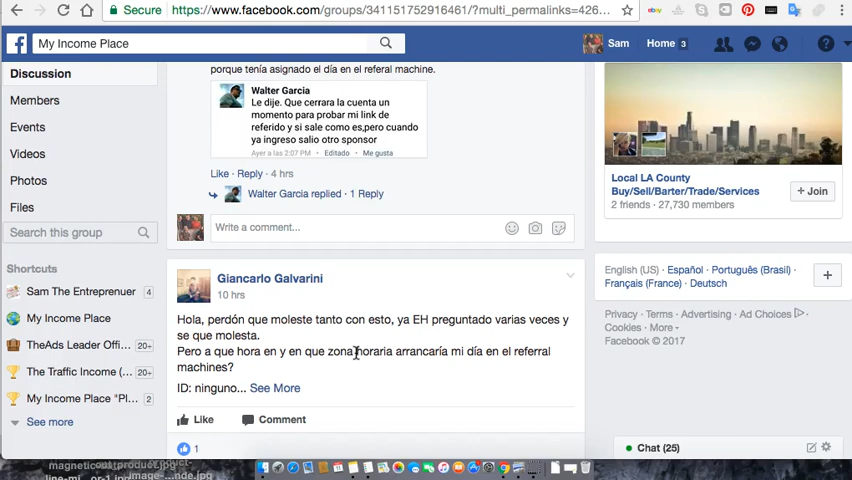 Secure
https://www.facebook.com/groups/341151752916461/?multi_permalinks=426...
My Income Place
Sam
Home 3
Discussion
Members
Events
Videos
Photos
Files
Search this group
Shortcuts
Sam The Entreprenuer 4
My Income Place
TheAds Leader Offi...
The Traffic Income (... 1
My Income Place "Pl... 2
See more
porque tenía asignado el día en el referal machine.
Walter Garcia
Le dije. Que cerrara la cuenta un
momento para probar mi link de
referido y si sale como es,pero cuando
ya ingreso salio otro sponsor
Ayer a las 2:07 PM · Editado · Me gusta
Like · Reply · 4 hrs
Walter Garcia replied · 1 Reply
Write a comment...
Giancarlo Galvarini
10 hrs
Hola, perdón que moleste tanto con esto, ya EH preguntado varias veces y
se que molesta.
Pero a que hora en y en que zona horaria arrancaría mi día en el referral
machines?
ID: ninguno... See More
Like Comment
1
Local LA County
Buy/Sell/Barter/Trade/Services
2 friends · 27,730 members
+ Join
English (US) · Español · Português (Brasil) ·
Français (France) · Deutsch
Privacy · Terms · Advertising · Ad Choices
Cookies · More
Facebook © 2017
Chat (25)